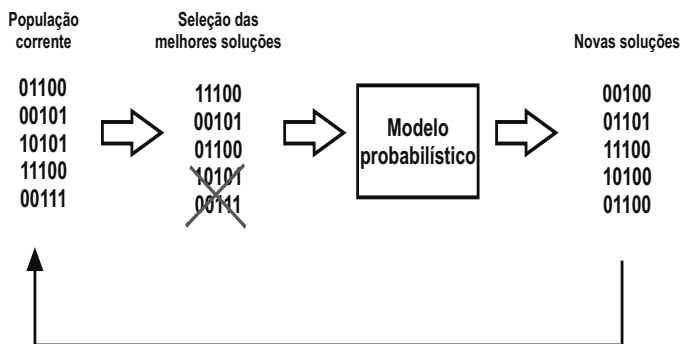 População
corrente
Seleção das
melhores soluções
Novas soluções
01100
00101
10101
11100
00111
11100
00101
01100
10101
00111
Modelo
probabilístico
00100
01101
11100
10100
01100